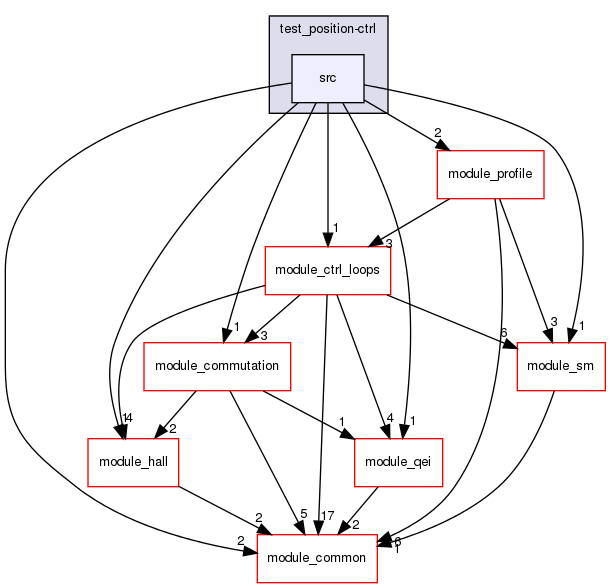 test_position-ctrl
src
2
module_profile
1
3
module_ctrl_loops
1
3
6
3
1
module_commutation
module_sm
14
2
1
4
1
module_hall
module_qei
2
2
5
17
2
6
1
module_common